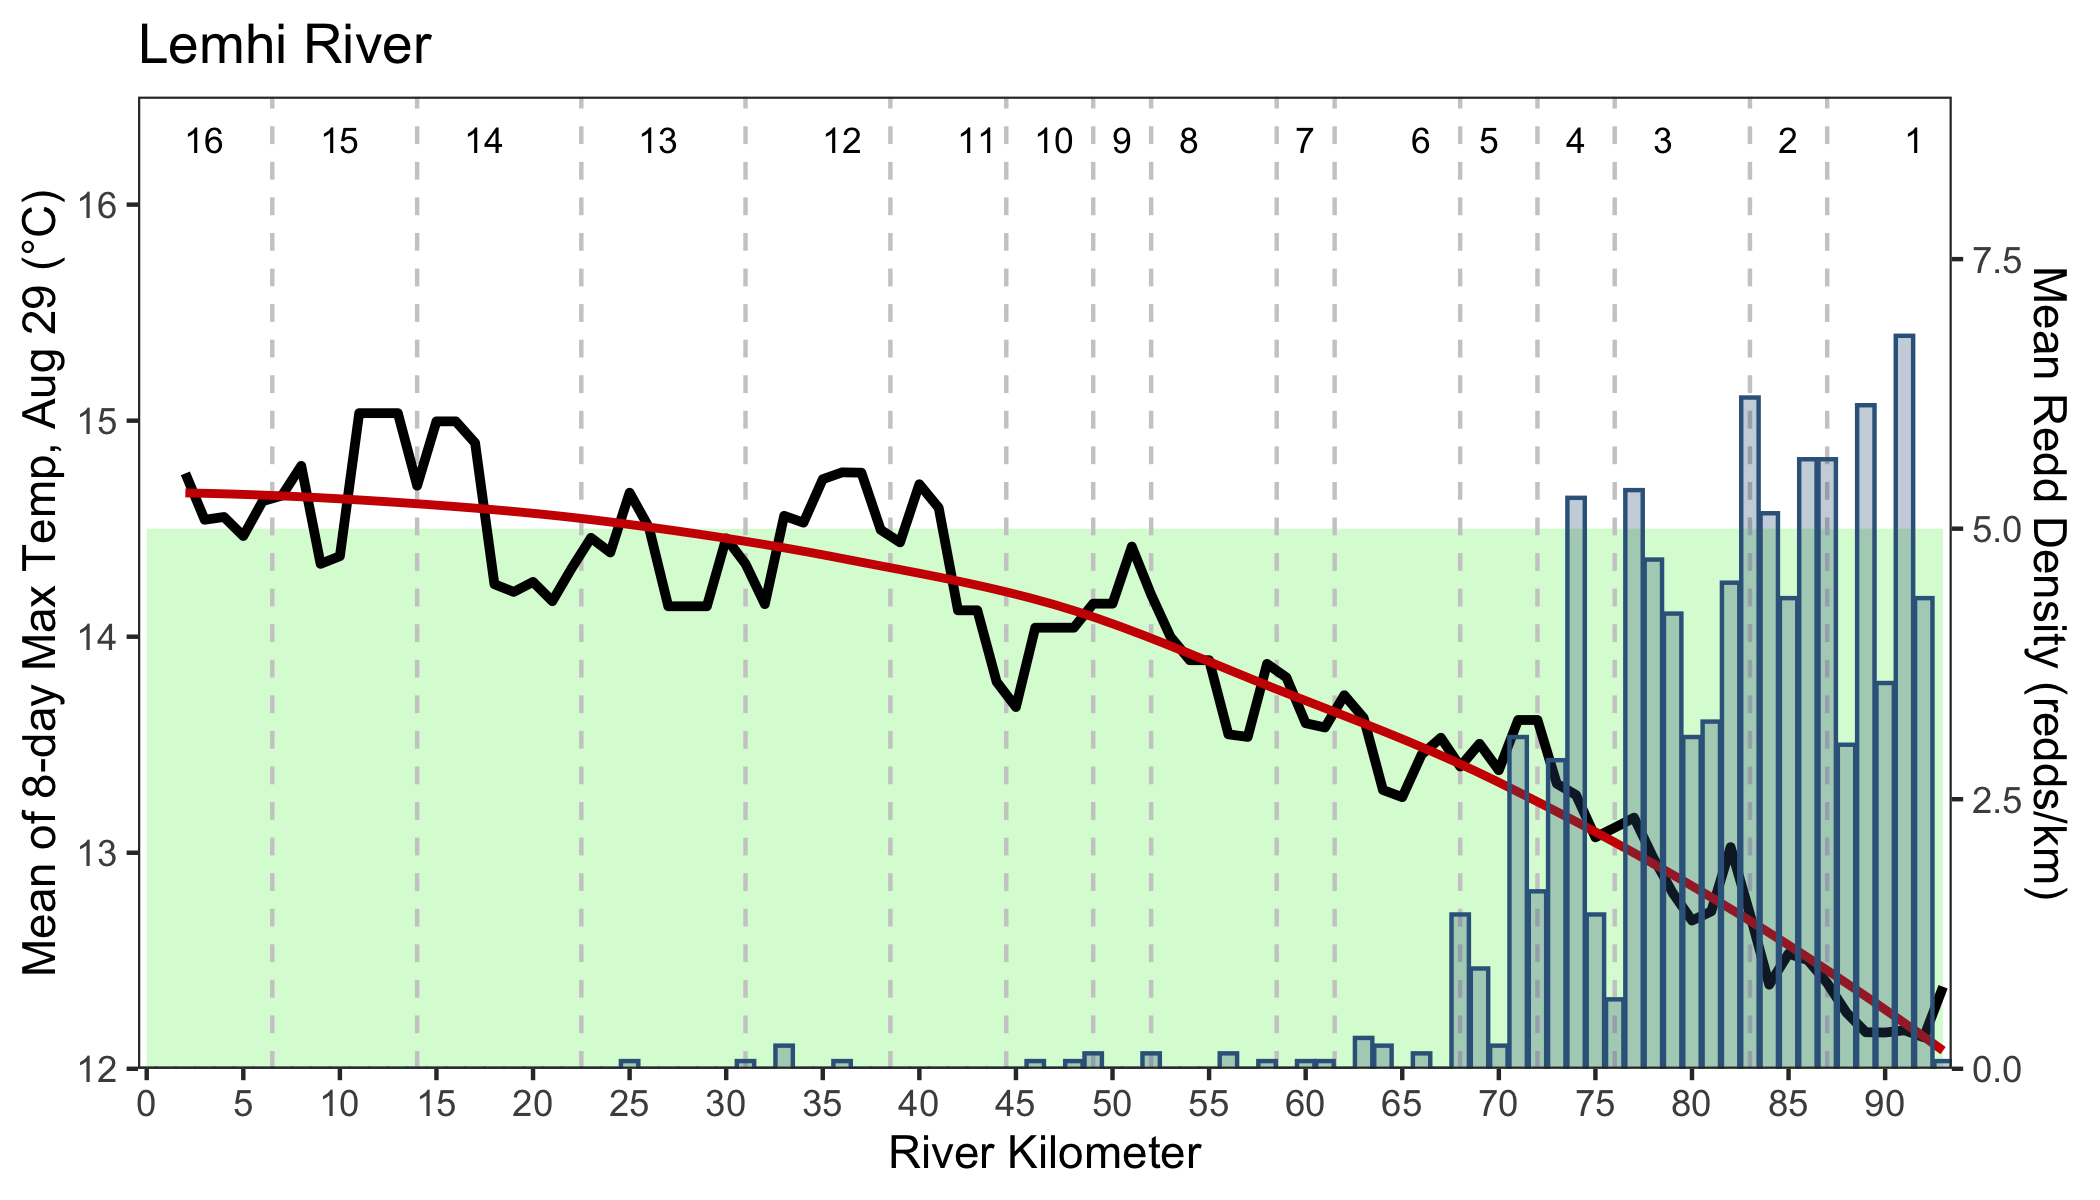 Lemhi River
16 15 14 13 12 11 10 9 8 7 6 5 4 3 2 1
Mean of 8-day Max Temp, Aug 29 (°C)
16
15
14
13
12
7.5
5.0
2.5
0.0
Mean Redd Density (redds/km)
0 5 10 15 20 25 30 35 40 45 50 55 60 65 70 75 80 85 90
River Kilometer